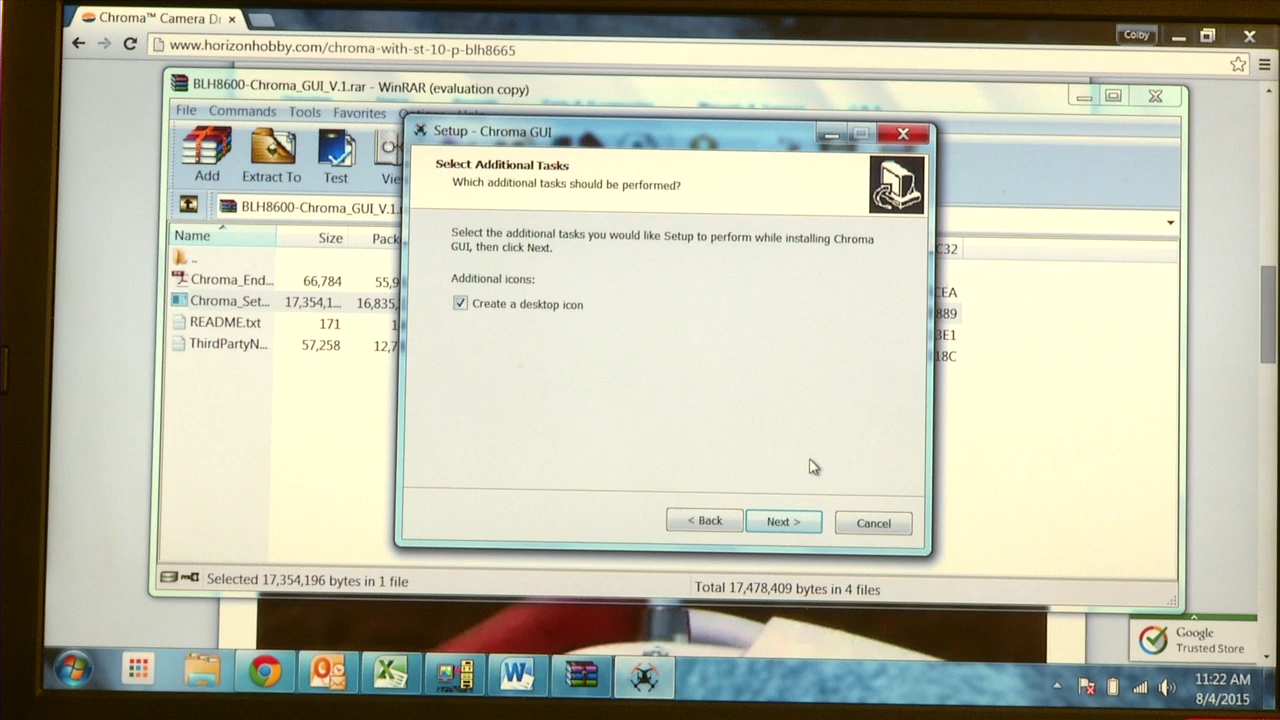 Chroma™ Camera Dr
Colby
www.horizonhobby.com/chroma-with-st-10-p-blh8665
BLH8600-Chroma_GUI_V.1.rar - WinRAR (evaluation copy)
File Commands Tools Favorites
Setup - Chroma GUI
Add Extract To Test Vie
Select Additional Tasks
Which additional tasks should be performed?
BLH8600-Chroma_GUI_V.1.
Name Size Pack
C32
Select the additional tasks you would like Setup to perform while installing Chroma
GUI, then click Next.
..
Chroma_End... 66,784 55,9
Additional icons:
CEA
Chroma_Set... 17,354,1... 16,835,
Create a desktop icon
889
README.txt 171 1
3E1
ThirdPartyN... 57,258 12,7
18C
< Back Next > Cancel
Selected 17,354,196 bytes in 1 file
Total 17,478,409 bytes in 4 files
Google
Trusted Store
11:22 AM
8/4/2015